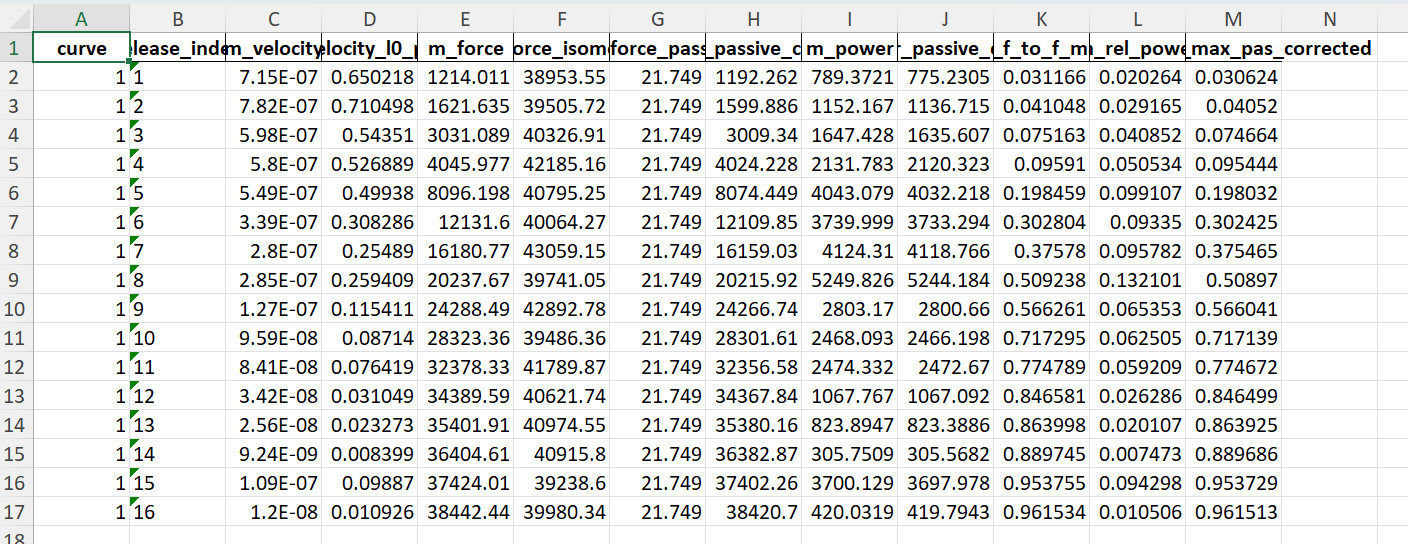 A B C D E F G H I J K L M N
1 curve elease_inde m_velocity elocity_l0_p m_force orce_isome force_pass _passive_c m_power r_passive_c _f_to_f_m _rel_powe _max_pas_corrected
2 1 1 7.15E-07 0.650218 1214.011 38953.55 21.749 1192.262 789.3721 775.2305 0.031166 0.020264 0.030624
3 1 2 7.82E-07 0.710498 1621.635 39505.72 21.749 1599.886 1152.167 1136.715 0.041048 0.029165 0.04052
4 1 3 5.98E-07 0.54351 3031.089 40326.91 21.749 3009.34 1647.428 1635.607 0.075163 0.040852 0.074664
5 1 4 5.8E-07 0.526889 4045.977 42185.16 21.749 4024.228 2131.783 2120.323 0.09591 0.050534 0.095444
6 1 5 5.49E-07 0.49938 8096.198 40795.25 21.749 8074.449 4043.079 4032.218 0.198459 0.099107 0.198032
7 1 6 3.39E-07 0.308286 12131.6 40064.27 21.749 12109.85 3739.999 3733.294 0.302804 0.09335 0.302425
8 1 7 2.8E-07 0.25489 16180.77 43059.15 21.749 16159.03 4124.31 4118.766 0.37578 0.095782 0.375465
9 1 8 2.85E-07 0.259409 20237.67 39741.05 21.749 20215.92 5249.826 5244.184 0.509238 0.132101 0.50897
10 1 9 1.27E-07 0.115411 24288.49 42892.78 21.749 24266.74 2803.17 2800.66 0.566261 0.065353 0.566041
11 1 10 9.59E-08 0.08714 28323.36 39486.36 21.749 28301.61 2468.093 2466.198 0.717295 0.062505 0.717139
12 1 11 8.41E-08 0.076419 32378.33 41789.87 21.749 32356.58 2474.332 2472.67 0.774789 0.059209 0.774672
13 1 12 3.42E-08 0.031049 34389.59 40621.74 21.749 34367.84 1067.767 1067.092 0.846581 0.026286 0.846499
14 1 13 2.56E-08 0.023273 35401.91 40974.55 21.749 35380.16 823.8947 823.3886 0.863998 0.020107 0.863925
15 1 14 9.24E-09 0.008399 36404.61 40915.8 21.749 36382.87 305.7509 305.5682 0.889745 0.007473 0.889686
16 1 15 1.09E-07 0.09887 37424.01 39238.6 21.749 37402.26 3700.129 3697.978 0.953755 0.094298 0.953729
17 1 16 1.2E-08 0.010926 38442.44 39980.34 21.749 38420.7 420.0319 419.7943 0.961534 0.010506 0.961513
18